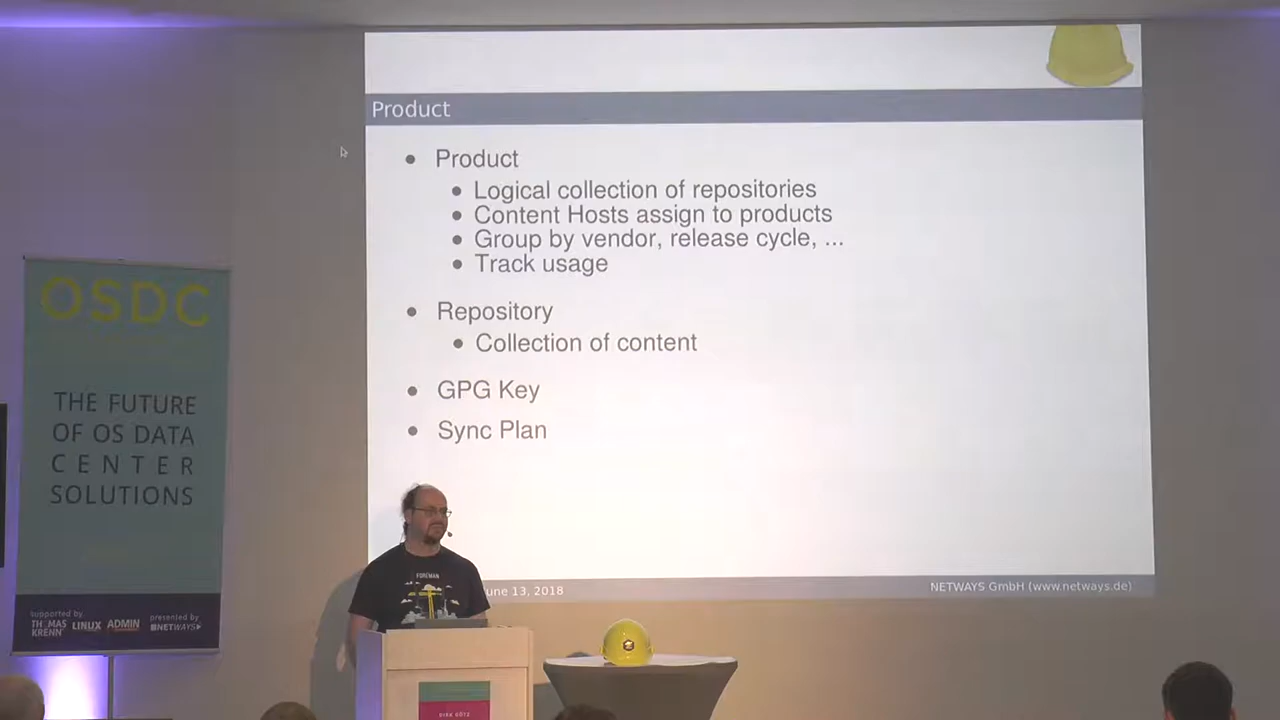 Product
• Product
• Logical collection of repositories
• Content Hosts assign to products
• Group by vendor, release cycle, ...
• Track usage
• Repository
• Collection of content
• GPG Key
• Sync Plan
June 13, 2018
NETWAYS GmbH (www.netways.de)
OSDC
THE FUTURE
OF OS DATA
CENTER
SOLUTIONS
supported by
THOMAS
KRENN
LINUX
ADMIN
presented by
NETWAYS
FOREMAN
DIRK GÖTZ